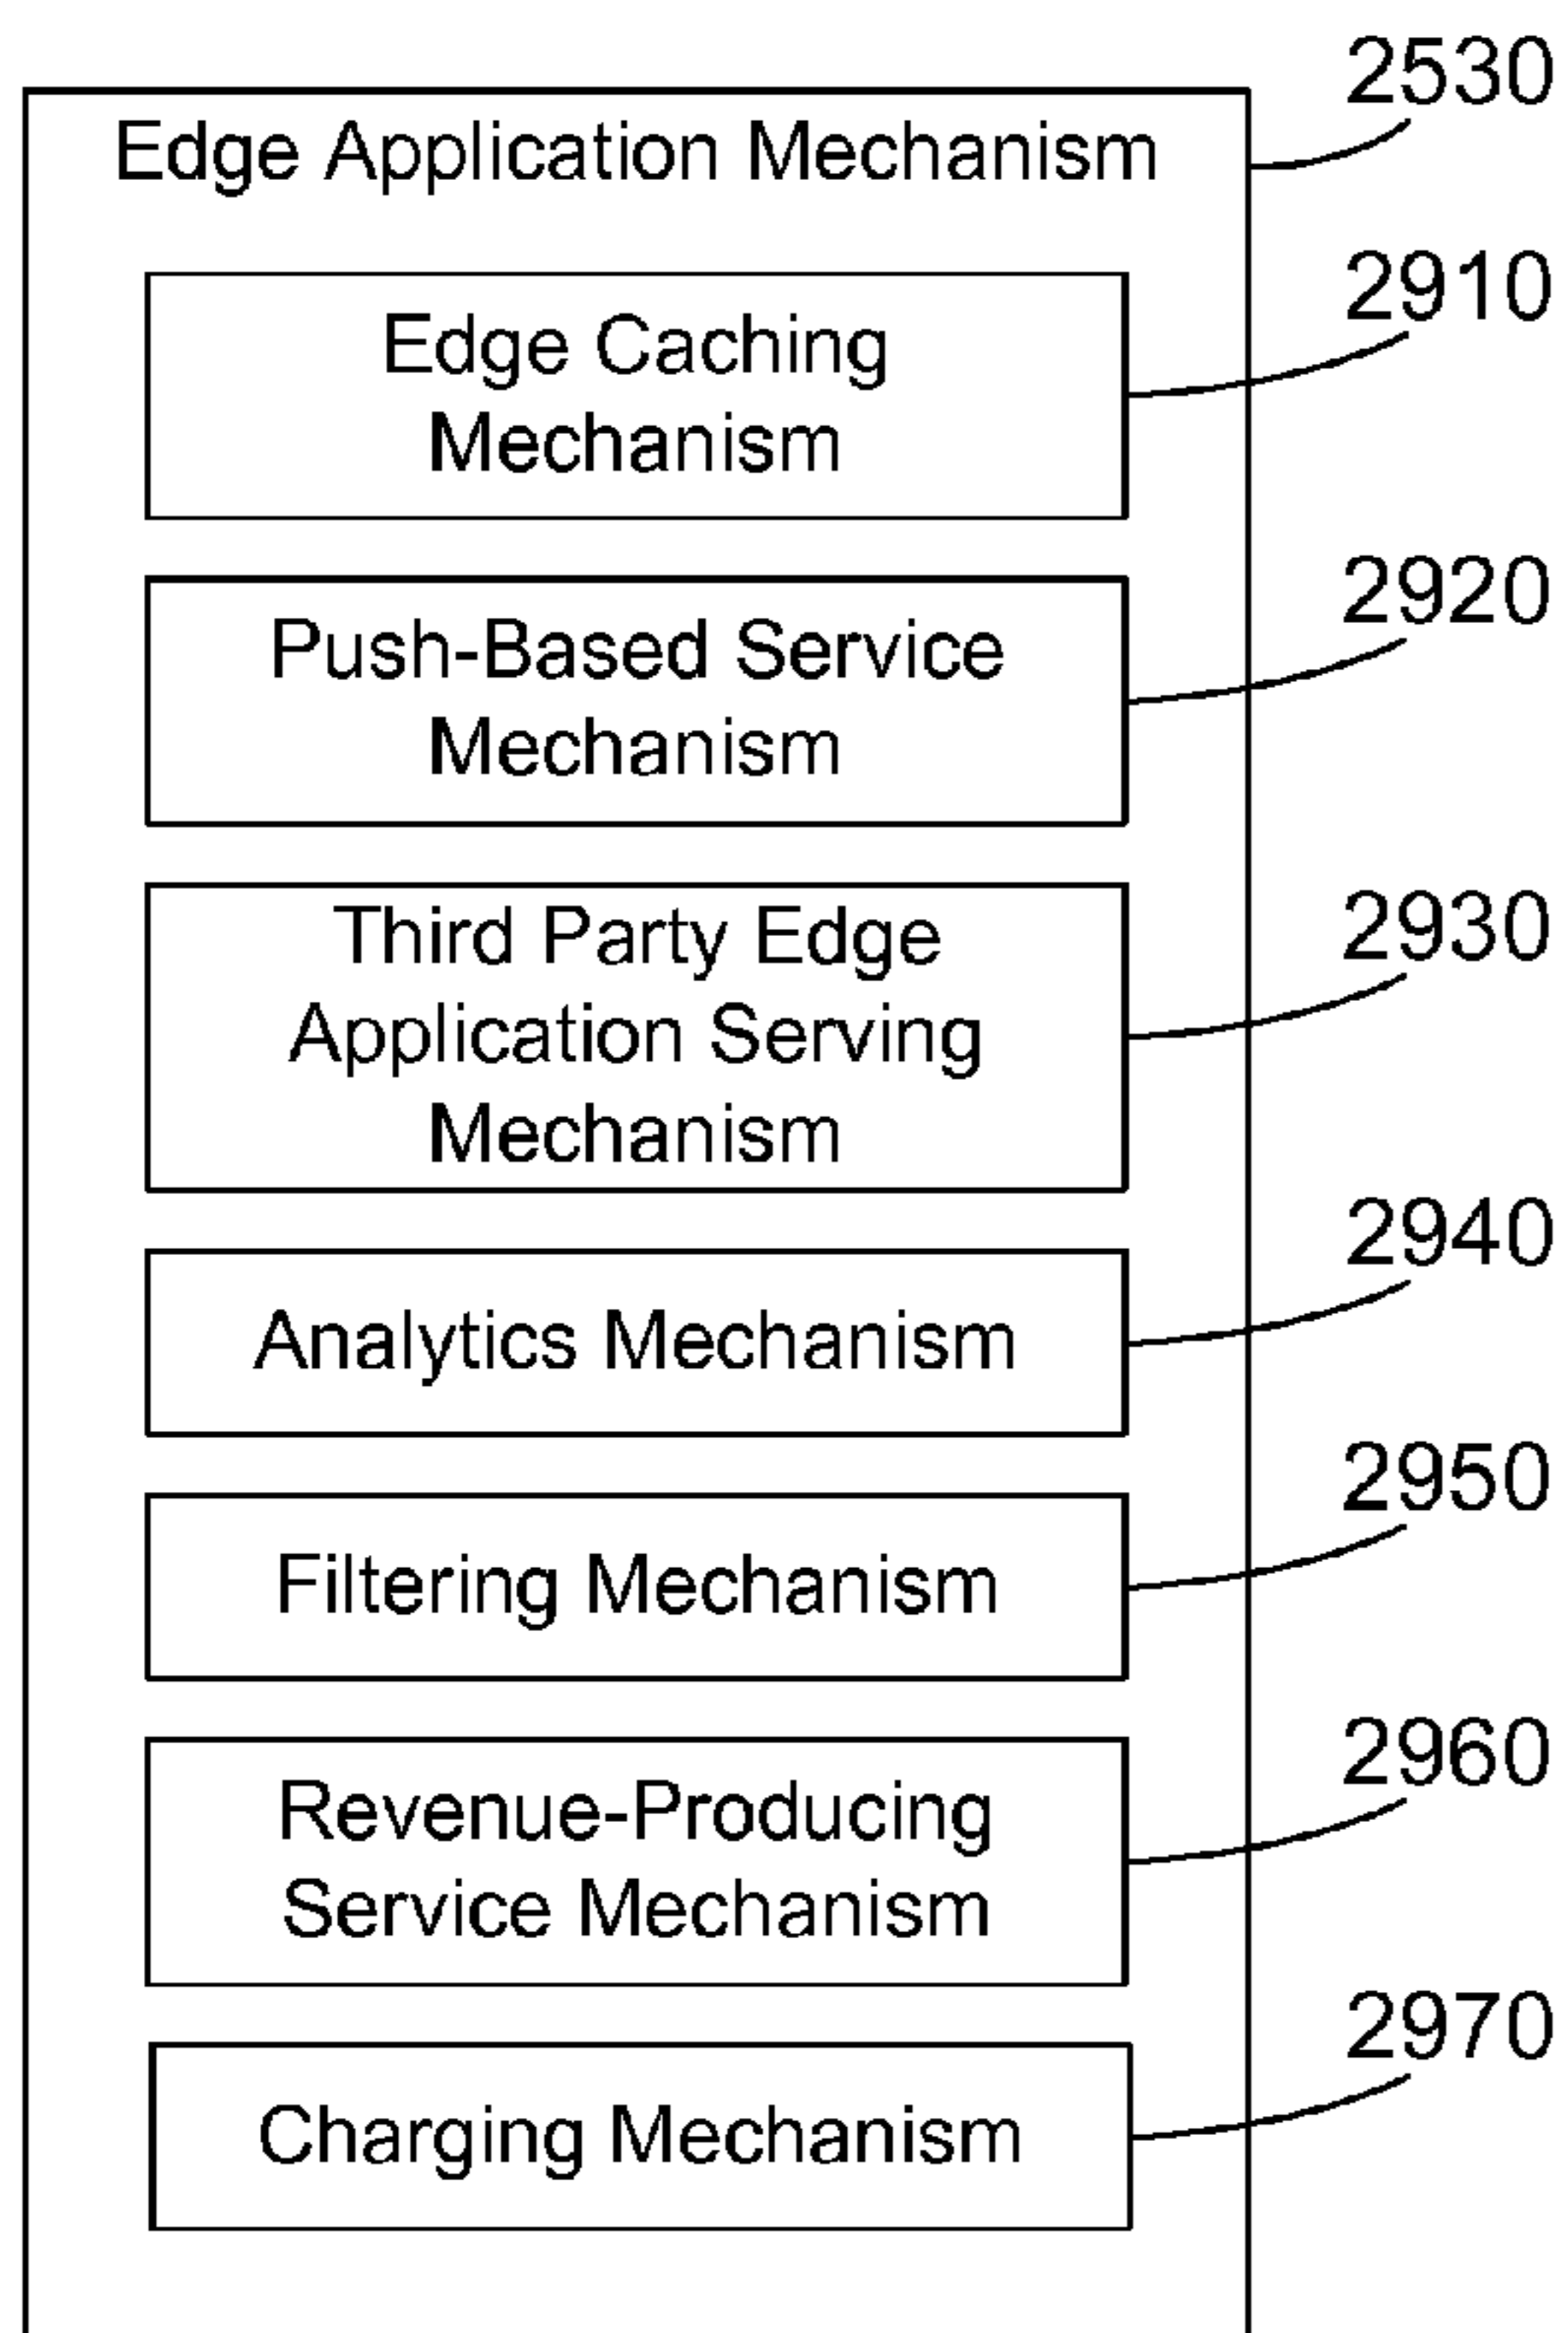 2530
Edge Application Mechanism
2910
Edge Caching
Mechanism
2920
Push-Based Service
Mechanism
2930
Third Party Edge
Application Serving
Mechanism
2940
Analytics Mechanism
2950
Filtering Mechanism
2960
Revenue-Producing
Service Mechanism
2970
Charging Mechanism